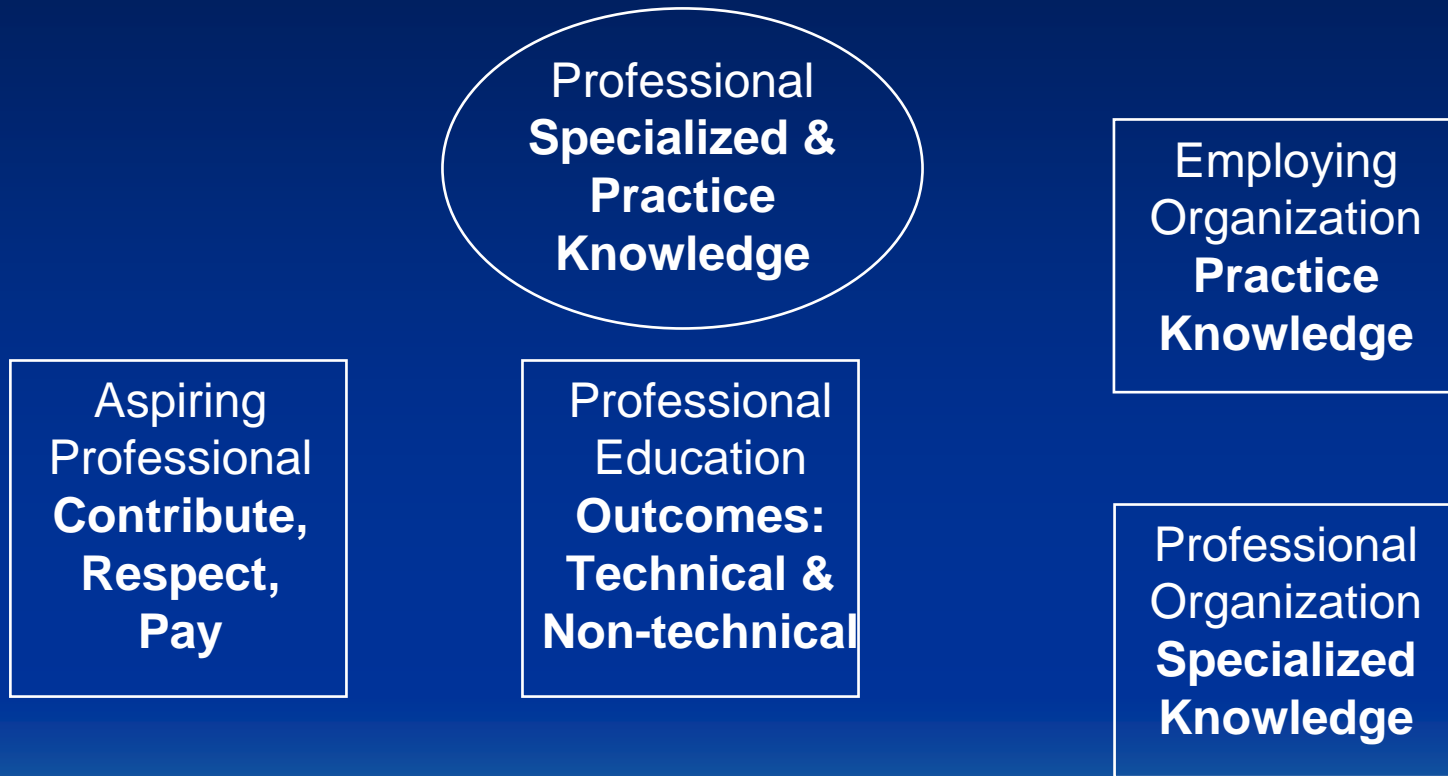 Professional
Specialized &
Practice
Knowledge
Employing
Organization
Practice
Knowledge
Aspiring
Professional
Contribute,
Respect,
Pay
Professional
Education
Outcomes:
Technical &
Non-technical
Professional
Organization
Specialized
Knowledge